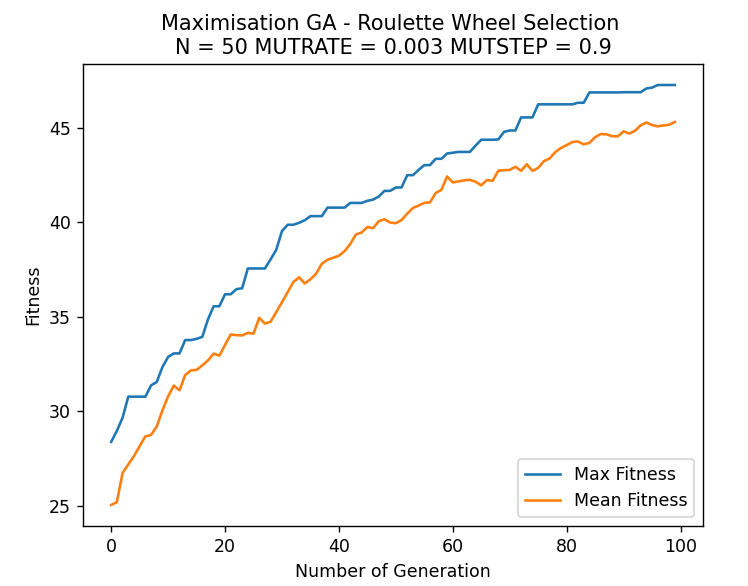 Maximisation GA - Roulette Wheel Selection
N = 50 MUTRATE = 0.003 MUTSTEP = 0.9
45
40
35
30
25
Fitness
Max Fitness
Mean Fitness
0 20 40 60 80 100
Number of Generation